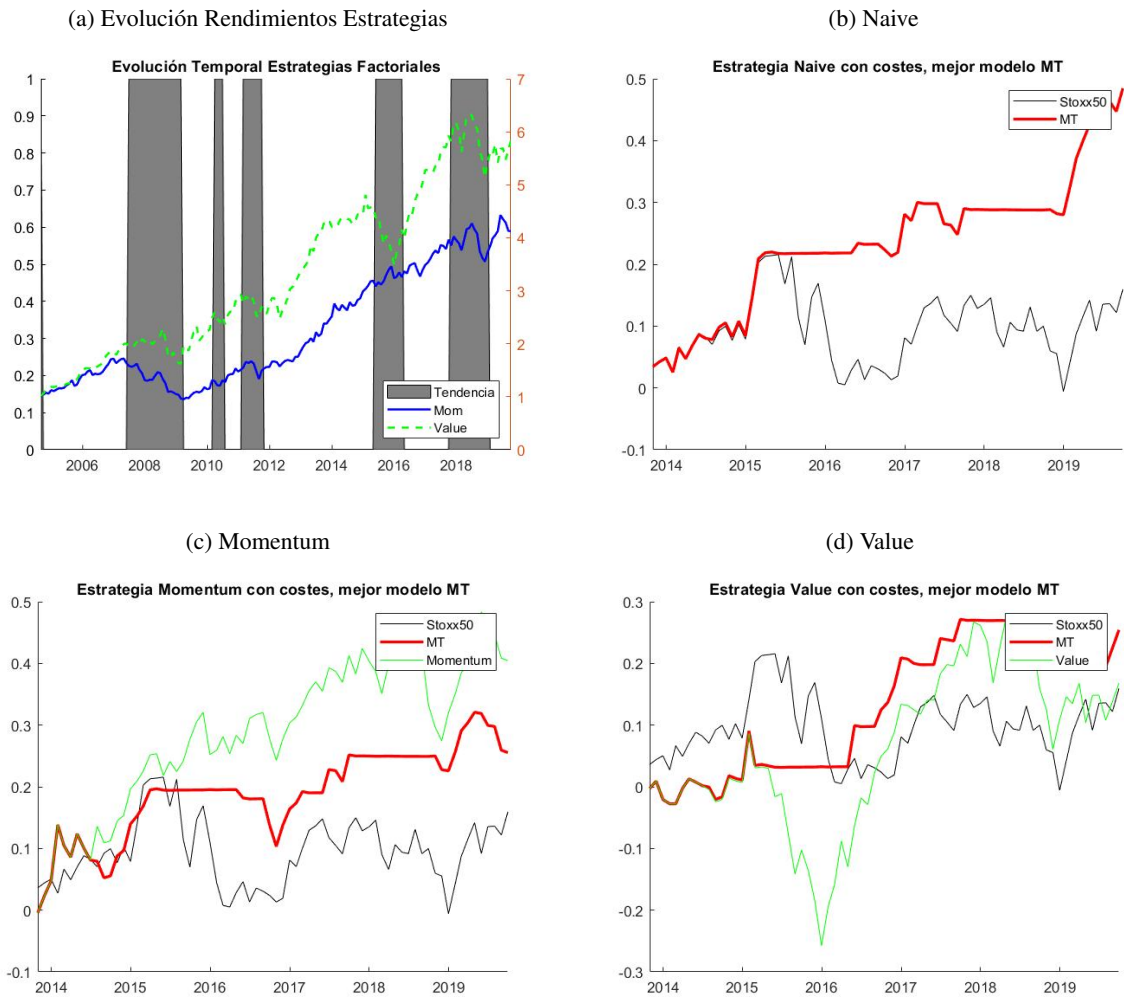 (a) Evolución Rendimientos Estrategias
Evolución Temporal Estrategias Factoriales
1
0.9
0.8
0.7
0.6
0.5
0.4
0.3
0.2
0.1
0
7
6
5
4
3
2
1
0
2006 2008 2010 2012 2014 2016 2018
Tendencia
Mom
Value
(b) Naive
Estrategia Naive con costes, mejor modelo MT
0.5
0.4
0.3
0.2
0.1
0
-0.1
2014 2015 2016 2017 2018 2019
Stoxx50
MT
(c) Momentum
Estrategia Momentum con costes, mejor modelo MT
0.5
0.4
0.3
0.2
0.1
0
-0.1
2014 2015 2016 2017 2018 2019
Stoxx50
MT
Momentum
(d) Value
Estrategia Value con costes, mejor modelo MT
0.3
0.2
0.1
0
-0.1
-0.2
-0.3
2014 2015 2016 2017 2018 2019
Stoxx50
MT
Value